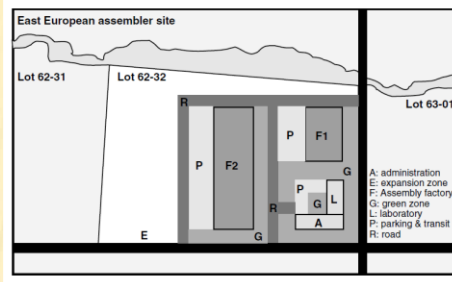 East European assembler site
Lot 62-31
Lot 62-32
Lot 63-01
R
P
F2
P
F1
G
P
L
G
R
A
G
E
A: administration
E: expansion zone
F: Assembly factory
G: green zone
L: laboratory
P: parking & transit
R: road